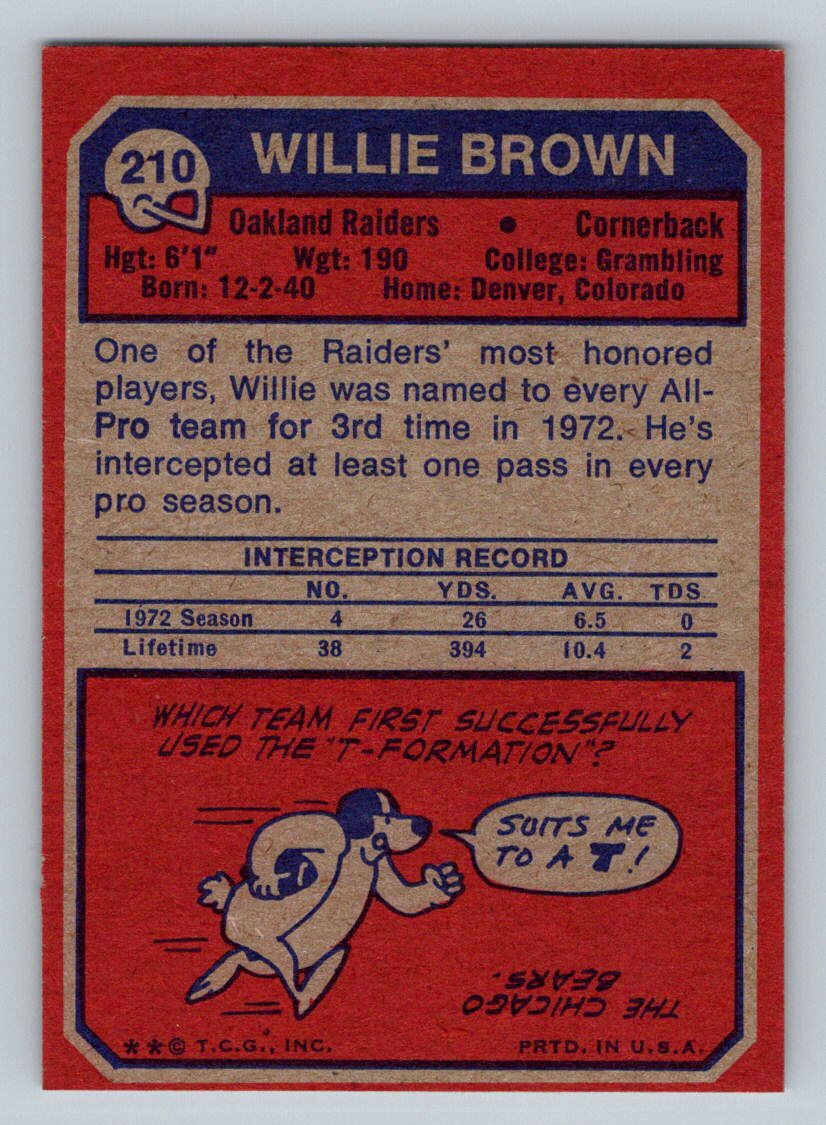 210
WILLIE BROWN
Oakland Raiders • Cornerback
Hgt: 6'1" Wgt: 190 College: Grambling
Born: 12-2-40 Home: Denver, Colorado
One of the Raiders' most honored
players, Willie was named to every All-
Pro team for 3rd time in 1972. He's
intercepted at least one pass in every
pro season.
INTERCEPTION RECORD
NO. YDS. AVG. TDS
1972 Season 4 26 6.5 0
Lifetime 38 394 10.4 2
WHICH TEAM FIRST SUCCESSFULLY
USED THE "T-FORMATION"?
SUITS ME
TO A T!
THE CHICAGO
BEARS.
**© T.C.G., INC. PRTD. IN U.S.A.